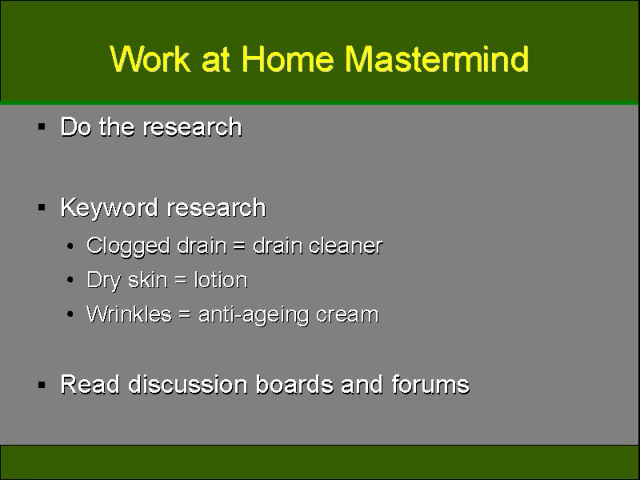 Work at Home Mastermind
▪ Do the research
▪ Keyword research
• Clogged drain = drain cleaner
• Dry skin = lotion
• Wrinkles = anti-ageing cream
▪ Read discussion boards and forums